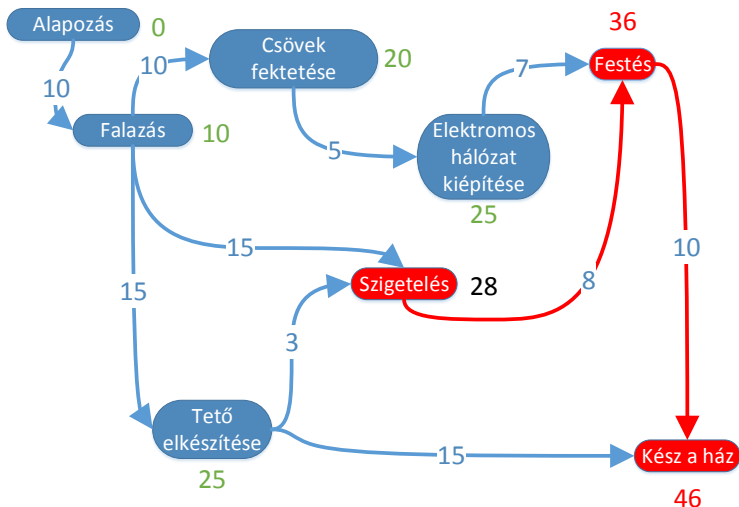 Alapozás
0
36
Csövek
fektetése
20
10
10
7
Festés
Falazás
10
5
Elektromos
hálózat
kiépítése
25
15
10
15
Szigetelés
28
8
3
Tető
elkészítése
25
15
Kész a ház
46